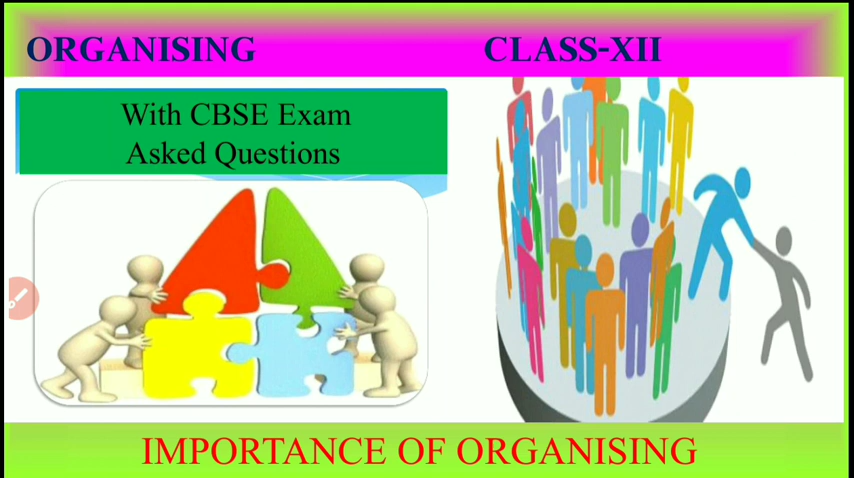 ORGANISING CLASS-XII
With CBSE Exam
Asked Questions
IMPORTANCE OF ORGANISING